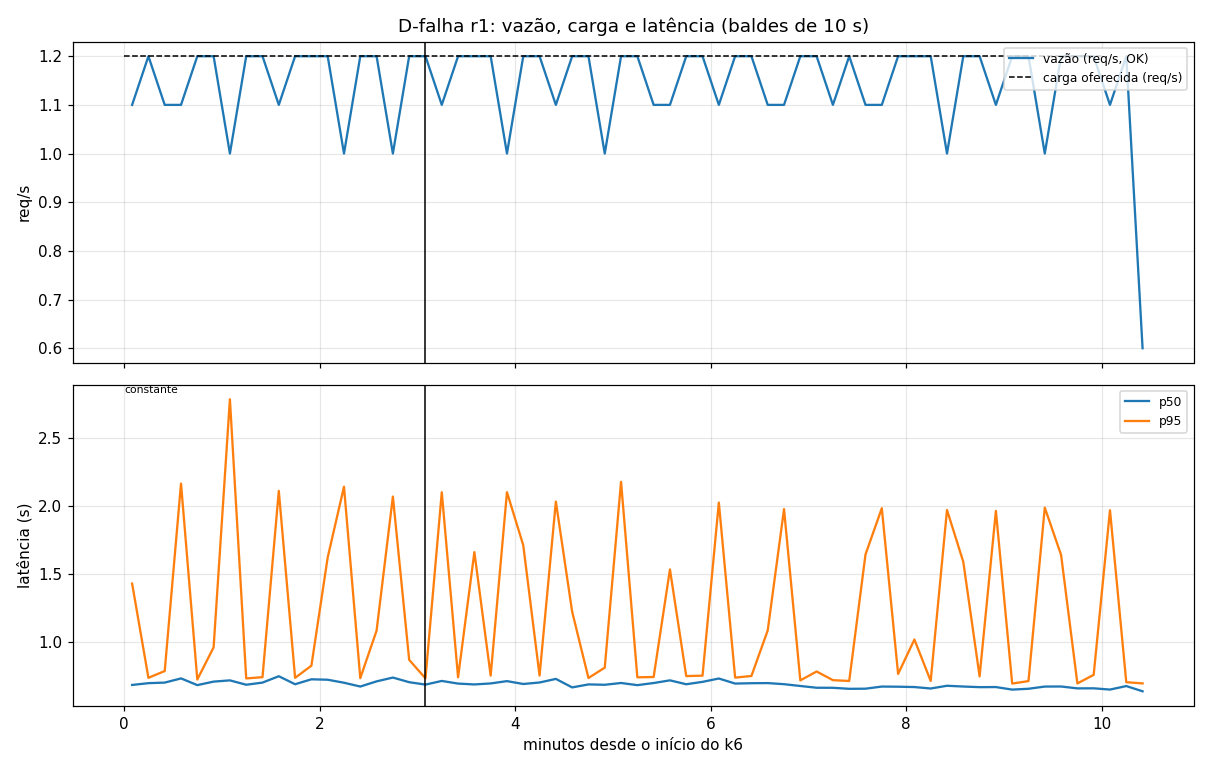 D-falha r1: vazão, carga e latência (baldes de 10 s)
1.2
1.1
1.0
0.9
0.8
0.7
0.6
req/s
vazão (req/s, OK)
carga oferecida (req/s)
constante
2.5
2.0
1.5
1.0
latência (s)
p50
p95
0 2 4 6 8 10
minutos desde o início do k6